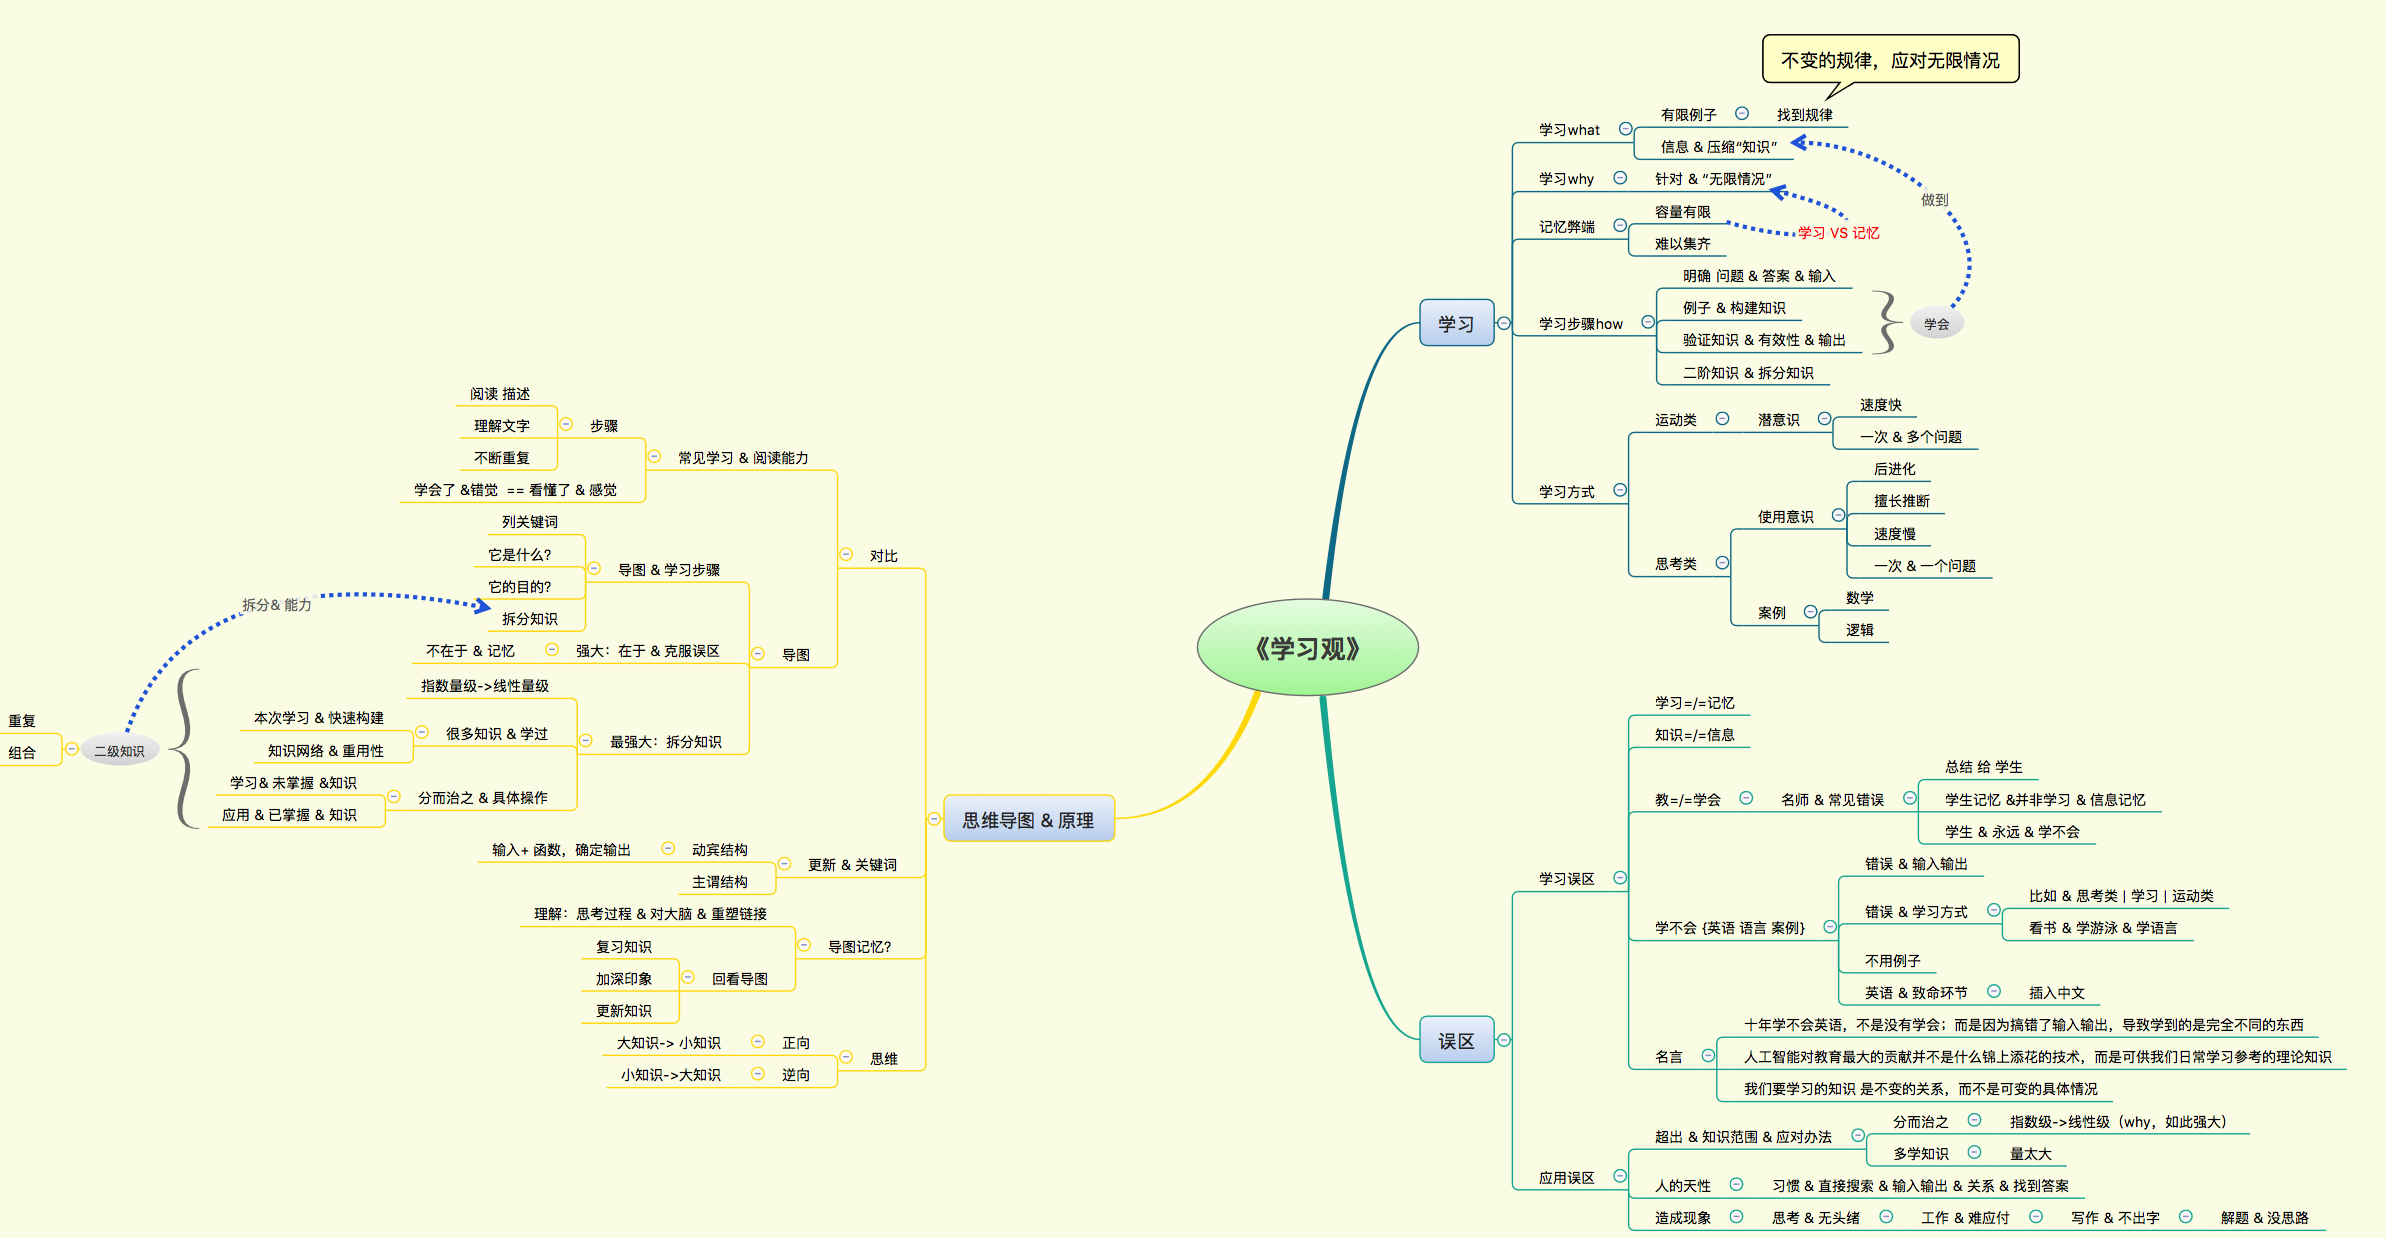 《学习观》
学习
不变的规律，应对无限情况
学习what
有限例子
找到规律
信息 & 压缩“知识”
学习why
针对 & “无限情况”
做到
记忆弊端
容量有限
难以集齐
学习 VS 记忆
学习步骤how
明确 问题 & 答案 & 输入
例子 & 构建知识
验证知识 & 有效性 & 输出
二阶知识 & 拆分知识
学会
学习方式
运动类
潜意识
速度快
一次 & 多个问题
思考类
使用意识
后进化
擅长推断
速度慢
一次 & 一个问题
案例
数学
逻辑
误区
学习误区
学习=/=记忆
知识=/=信息
教=/=学会
名师 & 常见错误
总结 给 学生
学生记忆 &并非学习 & 信息记忆
学生 & 永远 & 学不会
学不会 {英语 语言 案例}
错误 & 输入输出
错误 & 学习方式
比如 & 思考类 | 学习 | 运动类
看书 & 学游泳 & 学语言
不用例子
英语 & 致命环节
插入中文
名言
十年学不会英语，不是没有学会；而是因为搞错了输入输出，导致学到的是完全不同的东西
人工智能对教育最大的贡献并不是什么锦上添花的技术，而是可供我们日常学习参考的理论知识
我们要学习的知识 是不变的关系，而不是可变的具体情况
应用误区
超出 & 知识范围 & 应对办法
分而治之
指数级->线性级（why，如此强大）
多学知识
量太大
人的天性
习惯 & 直接搜索 & 输入输出 & 关系 & 找到答案
造成现象
思考 & 无头绪
工作 & 难应付
写作 & 不出字
解题 & 没思路
思维导图 & 原理
对比
常见学习 & 阅读能力
步骤
阅读 描述
理解文字
不断重复
学会了 &错觉 == 看懂了 & 感觉
导图
导图 & 学习步骤
列关键词
它是什么?
它的目的?
拆分知识
强大：在于 & 克服误区
不在于 & 记忆
最强大：拆分知识
指数量级->线性量级
很多知识 & 学过
本次学习 & 快速构建
知识网络 & 重用性
分而治之 & 具体操作
学习& 未掌握 &知识
应用 & 已掌握 & 知识
二级知识
重复
组合
拆分& 能力
更新 & 关键词
动宾结构
输入+ 函数，确定输出
主谓结构
导图记忆?
理解：思考过程 & 对大脑 & 重塑链接
回看导图
复习知识
加深印象
更新知识
思维
正向
大知识-> 小知识
逆向
小知识->大知识